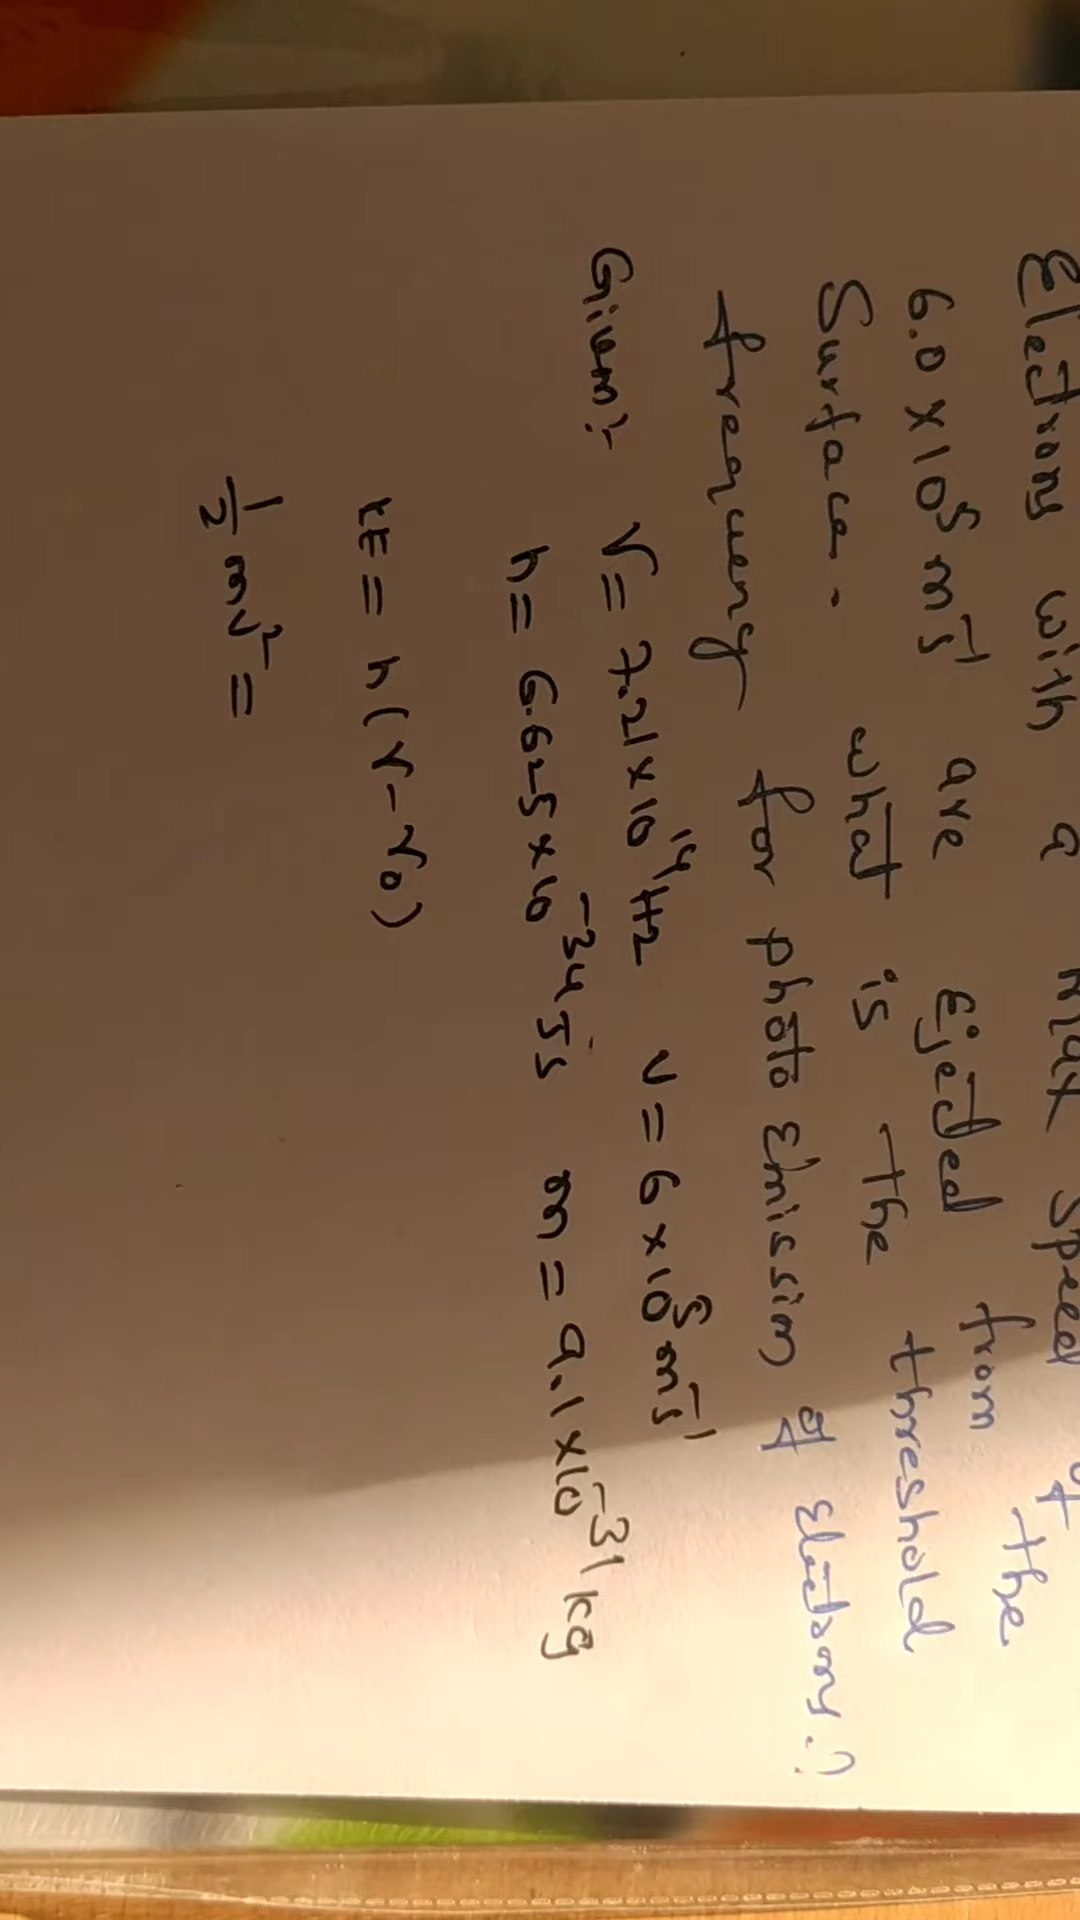 Electrons with a max speed of
6.0 × 10⁵ ms⁻¹ are Ejected from the
Surface. what is the threshold
frequency for photo Emission of Electrons?
Given:- ν = 7.21 × 10¹⁴ Hz v = 6 × 10⁵ ms⁻¹
h = 6.625 × 10⁻³⁴ Js m = 9.1 × 10⁻³¹ kg
KE = h(ν - ν₀)
½ mv² =